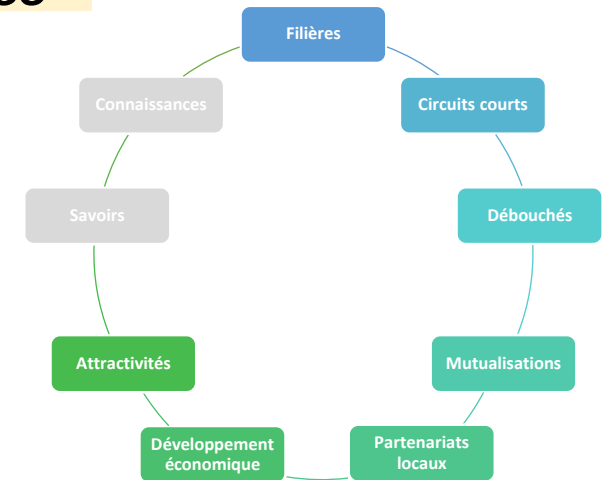 Filières
Circuits courts
Débouchés
Mutualisations
Partenariats
locaux
Développement
économique
Attractivités
Savoirs
Connaissances